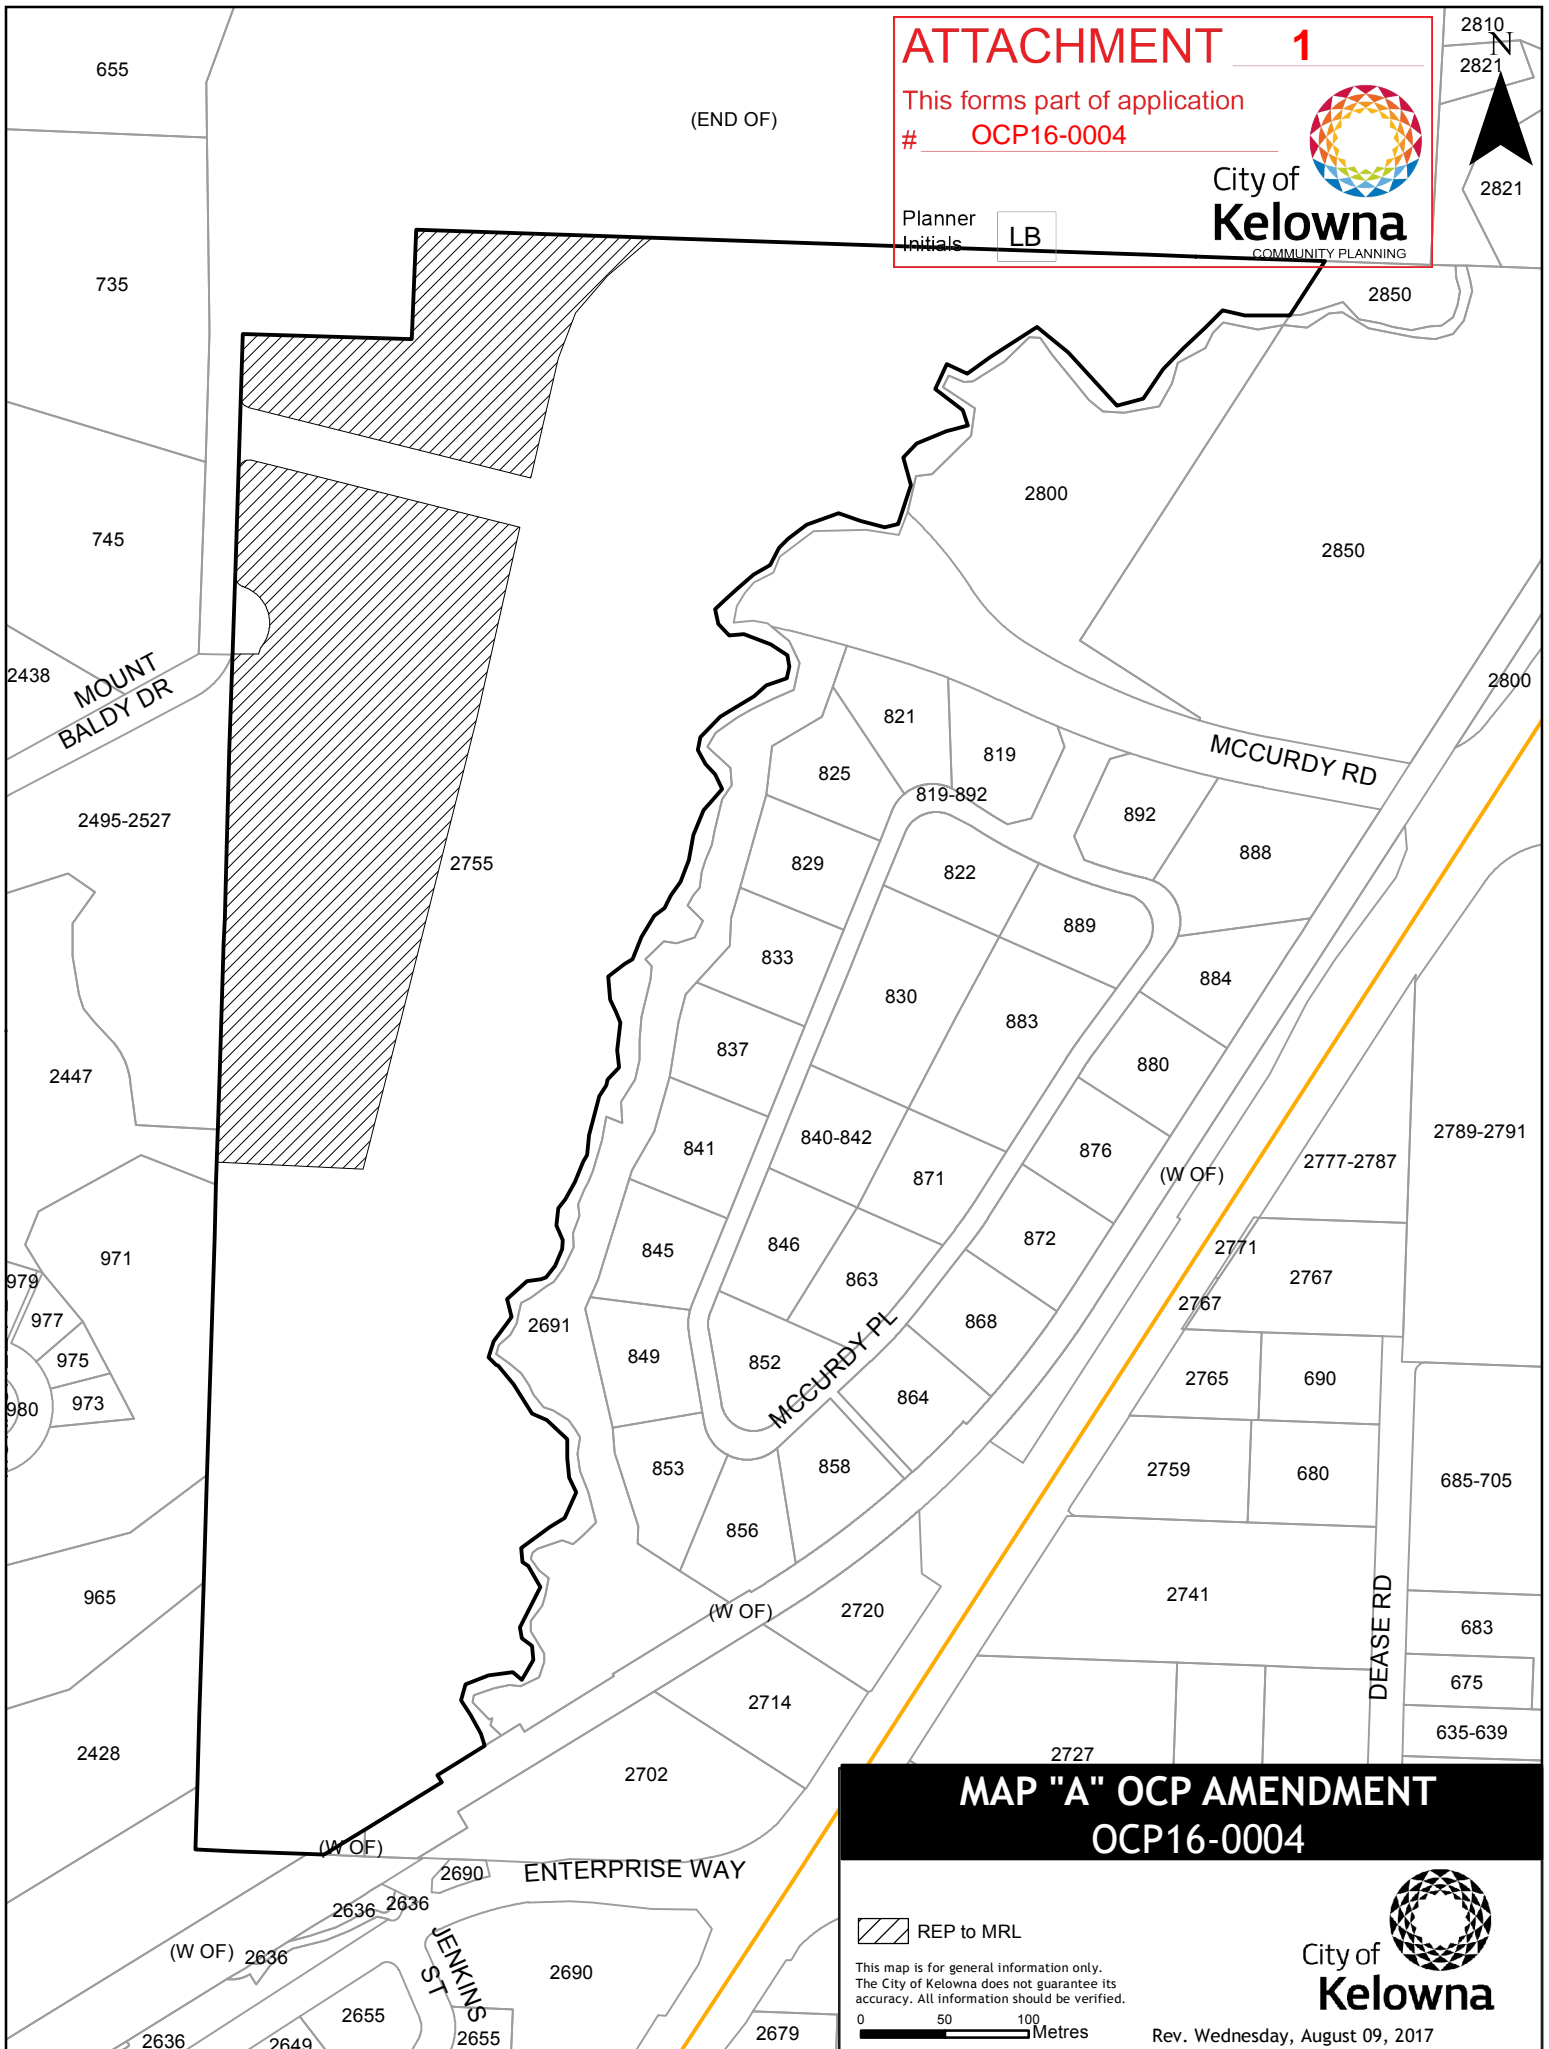 ATTACHMENT 1
This forms part of application
# OCP16-0004
City of
Kelowna
COMMUNITY PLANNING
Planner
Initials
LB
N
2810
2821
2821
655
(END OF)
735
2850
745
2800
2850
2438
MOUNT
BALDY DR
2800
821
819
825
MCCURDY RD
819-892
892
2495-2527
2755
829
822
888
889
833
830
884
883
837
880
2447
840-842
841
871
876
2789-2791
2777-2787
(W OF)
971
845
846
872
2771
979
863
2767
977
2691
868
2767
975
849
852
MCCURDY PL
2765
690
973
980
864
853
858
2759
680
685-705
856
965
(W OF)
2720
2741
DEASE RD
683
675
2714
635-639
2428
2702
2727
(W OF)
ENTERPRISE WAY
2690
2636
2636
(W OF)
2636
JENKINS
ST
2690
2655
2655
2636
2649
2679
MAP "A" OCP AMENDMENT
OCP16-0004
REP to MRL
This map is for general information only.
The City of Kelowna does not guarantee its
accuracy. All information should be verified.
0 50 100
Metres
City of
Kelowna
Rev. Wednesday, August 09, 2017